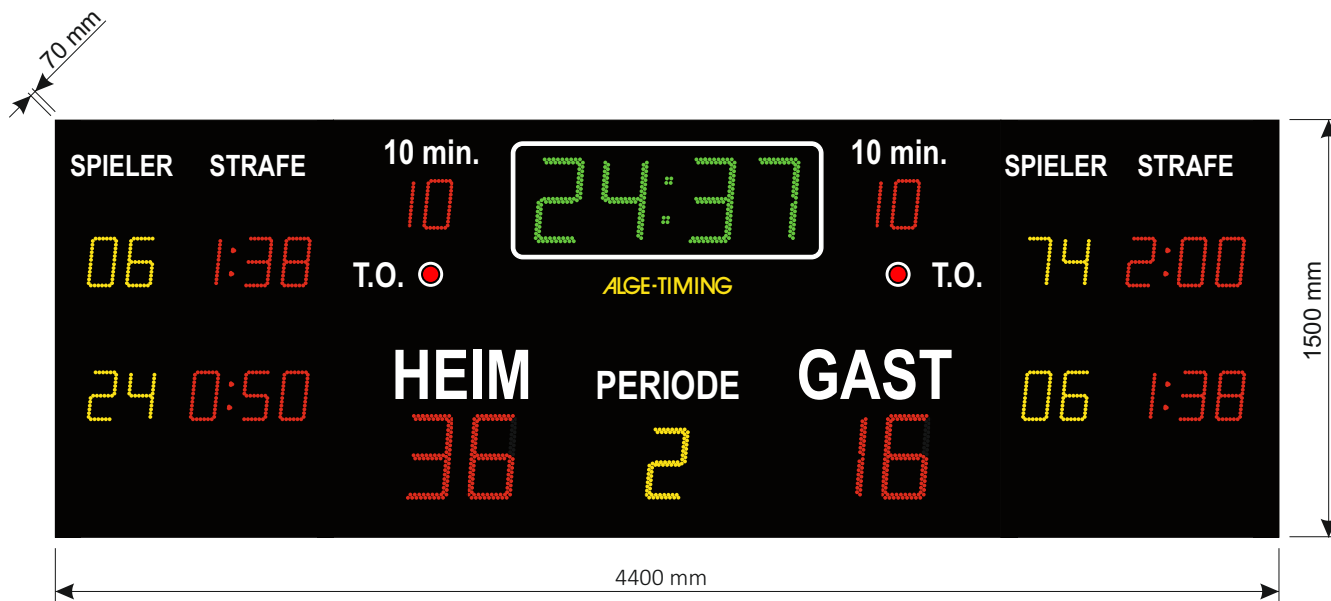 70 mm
SPIELER STRAFE 10 min. 24:37 10 min. SPIELER STRAFE
10 10
06 1:38 T.O. ALGE-TIMING T.O. 74 2:00
1500 mm
HEIM PERIODE GAST
24 0:50 06 1:38
36 2 16
4400 mm